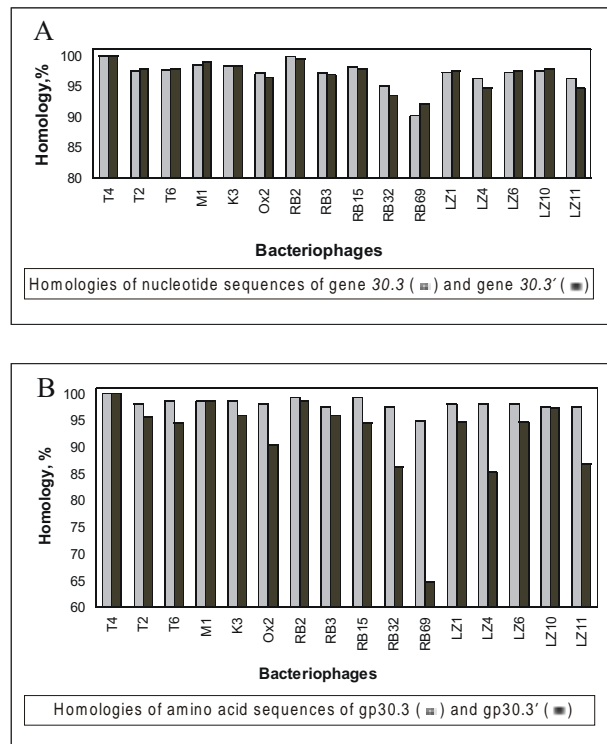 A
Homology,%
100
95
90
85
80
T4
T2
T6
M1
K3
Ox2
RB2
RB3
RB15
RB32
RB69
LZ1
LZ4
LZ6
LZ10
LZ11
Bacteriophages
Homologies of nucleotide sequences of gene 30.3 ( ) and gene 30.3′ ( )
B
Homology, %
100
95
90
85
80
75
70
65
60
T4
T2
T6
M1
K3
Ox2
RB2
RB3
RB15
RB32
RB69
LZ1
LZ4
LZ6
LZ10
LZ11
Bacteriophages
Homologies of amino acid sequences of gp30.3 ( ) and gp30.3′ ( )